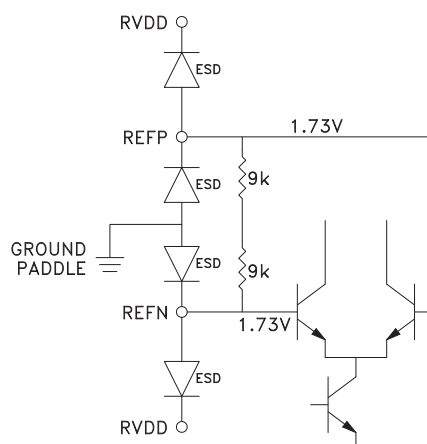 RVDD
ESD
REFP
1.73V
ESD
9k
GROUND
PADDLE
ESD
9k
REFN
1.73V
ESD
RVDD